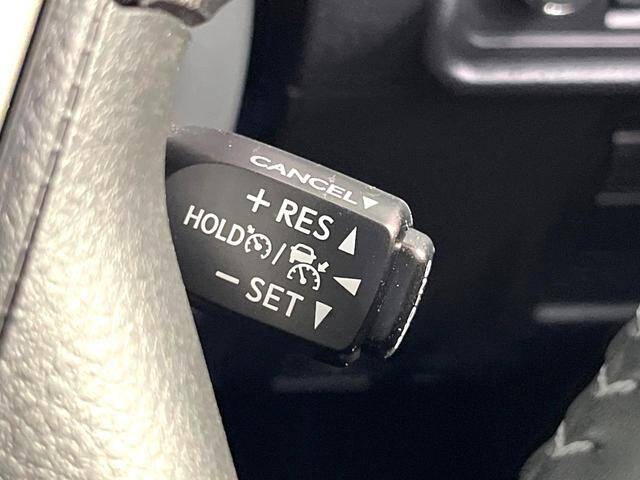 CANCEL▼
+ RES ▲
HOLD / ◀
− SET ▼